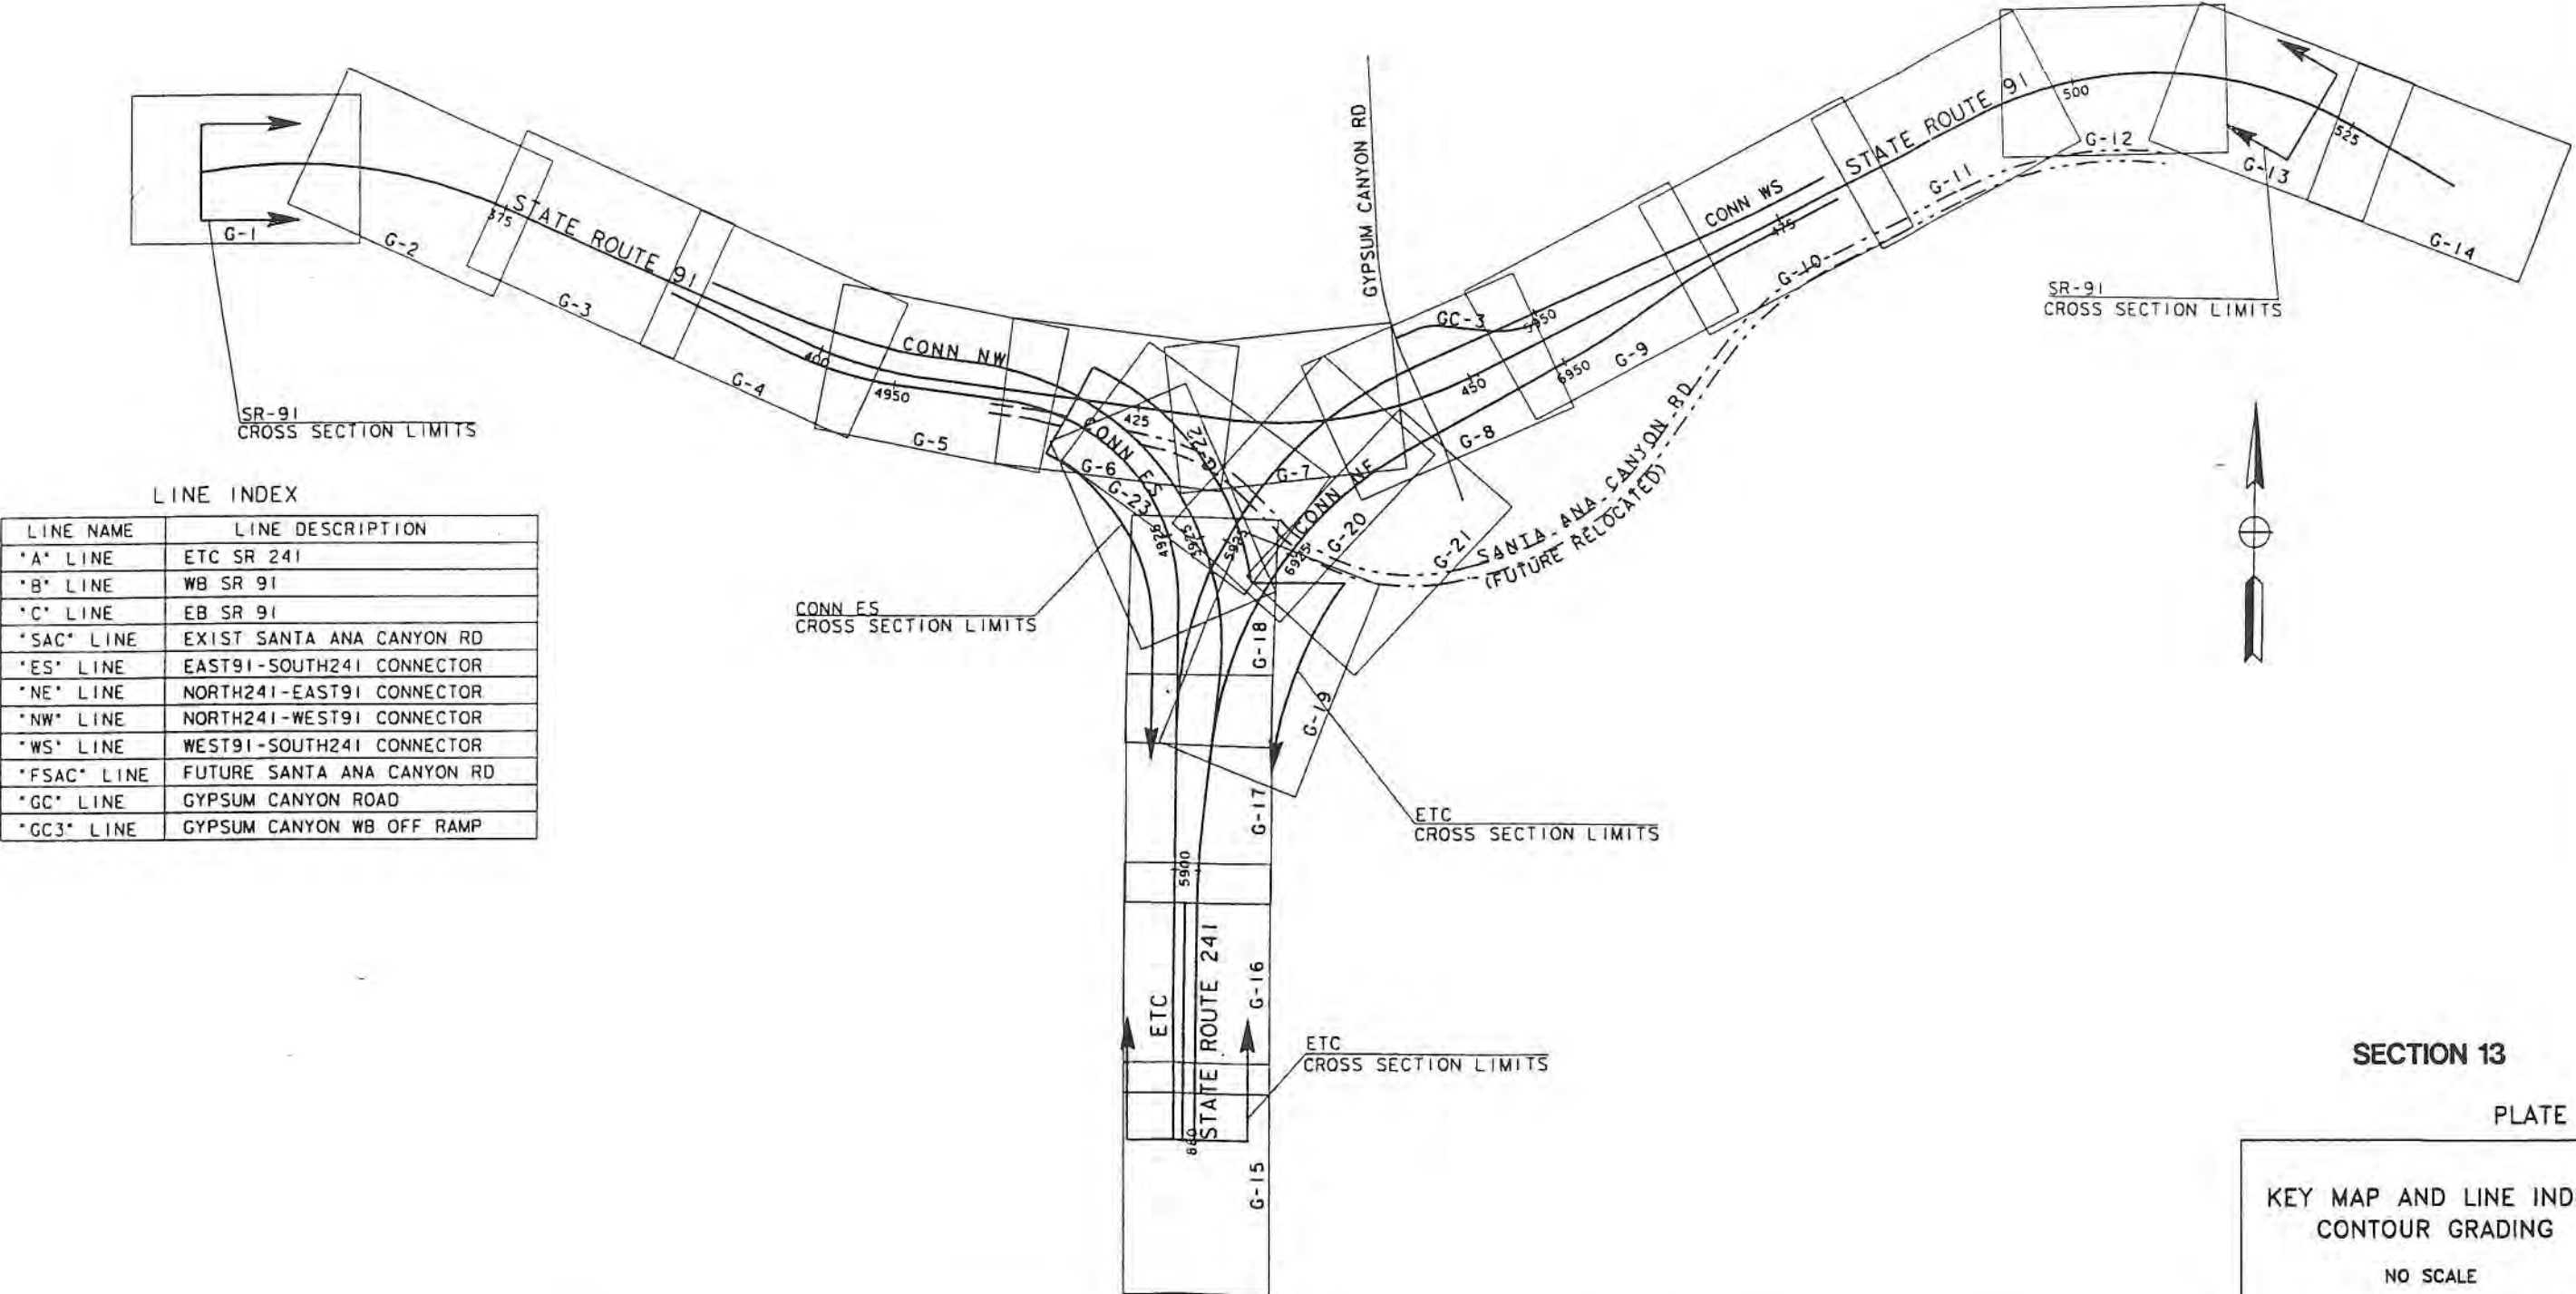 GYPSUM CANYON RD
STATE ROUTE 91
500
525
G-12
G-13
G-14
G-11
CONN WS
475
G-10
SR-91
CROSS SECTION LIMITS
G-1
G-2
375
STATE ROUTE 91
G-3
G-4
400
CONN NW
4950
G-5
GC-3
5950
450
6950
G-9
G-8
425
G-22
CONN ES
G-6
G-7
G-23
CONN NE
G-20
G-21
SANTA ANA CANYON RD
(FUTURE RELOCATED)
4925
3925
5925
6925
SR-91
CROSS SECTION LIMITS
CONN ES
CROSS SECTION LIMITS
G-18
G-19
G-17
ETC
CROSS SECTION LIMITS
5900
ETC
STATE ROUTE 241
G-16
ETC
CROSS SECTION LIMITS
880
G-15
LINE INDEX
LINE NAME LINE DESCRIPTION
"A" LINE ETC SR 241
"B" LINE WB SR 91
"C" LINE EB SR 91
"SAC" LINE EXIST SANTA ANA CANYON RD
"ES" LINE EAST91-SOUTH241 CONNECTOR
"NE" LINE NORTH241-EAST91 CONNECTOR
"NW" LINE NORTH241-WEST91 CONNECTOR
"WS" LINE WEST91-SOUTH241 CONNECTOR
"FSAC" LINE FUTURE SANTA ANA CANYON RD
"GC" LINE GYPSUM CANYON ROAD
"GC3" LINE GYPSUM CANYON WB OFF RAMP
SECTION 13
PLATE
KEY MAP AND LINE IND
CONTOUR GRADING
NO SCALE